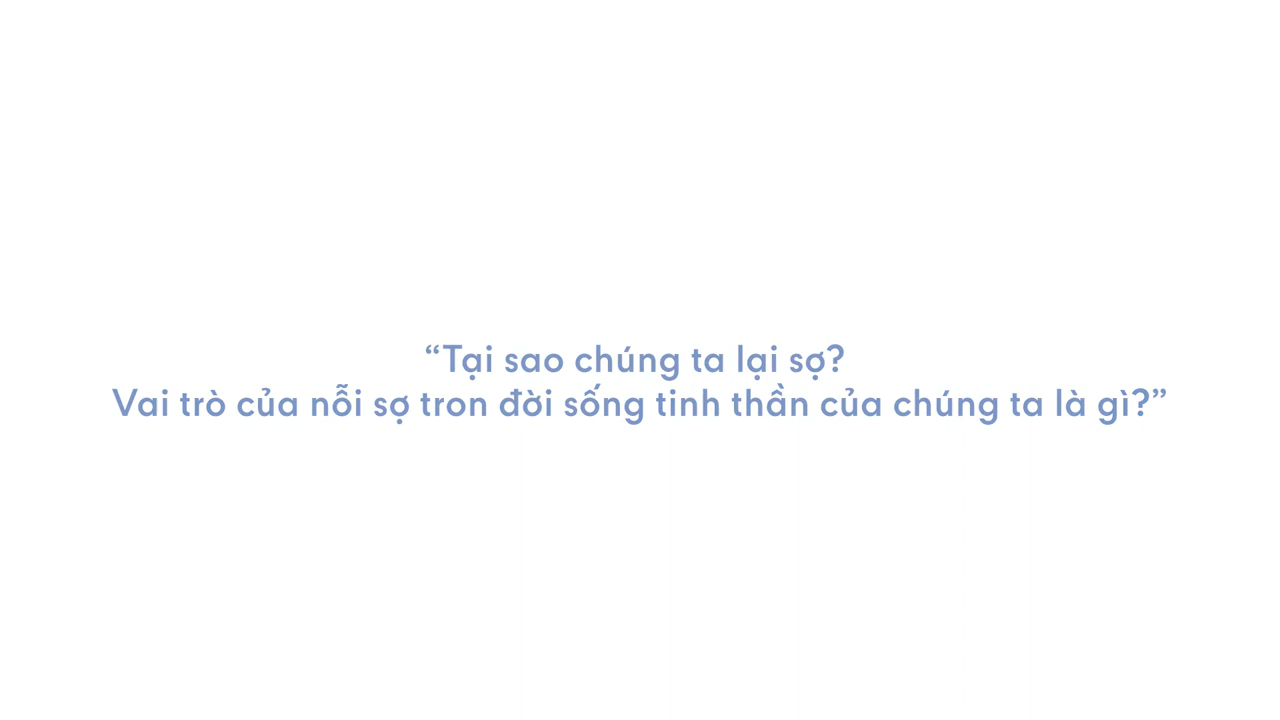 “Tại sao chúng ta lại sợ?
Vai trò của nỗi sợ tron đời sống tinh thần của chúng ta là gì?”